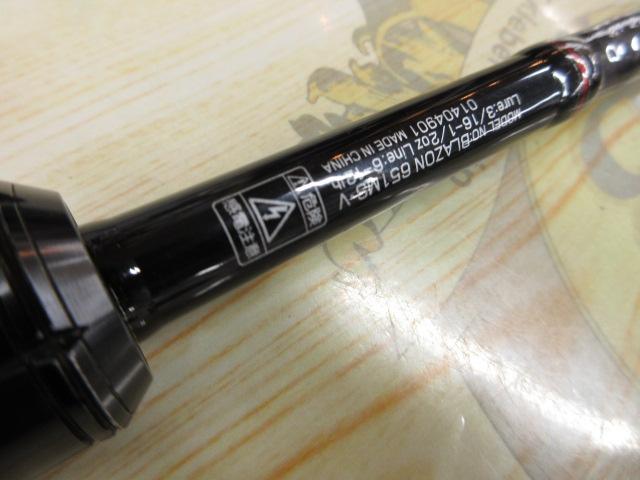 MODEL NO:BLAZON 651MS-V
Lure:3/16-1/2oz Line:6-12lb
01404901 MADE IN CHINA
危険
感電注意